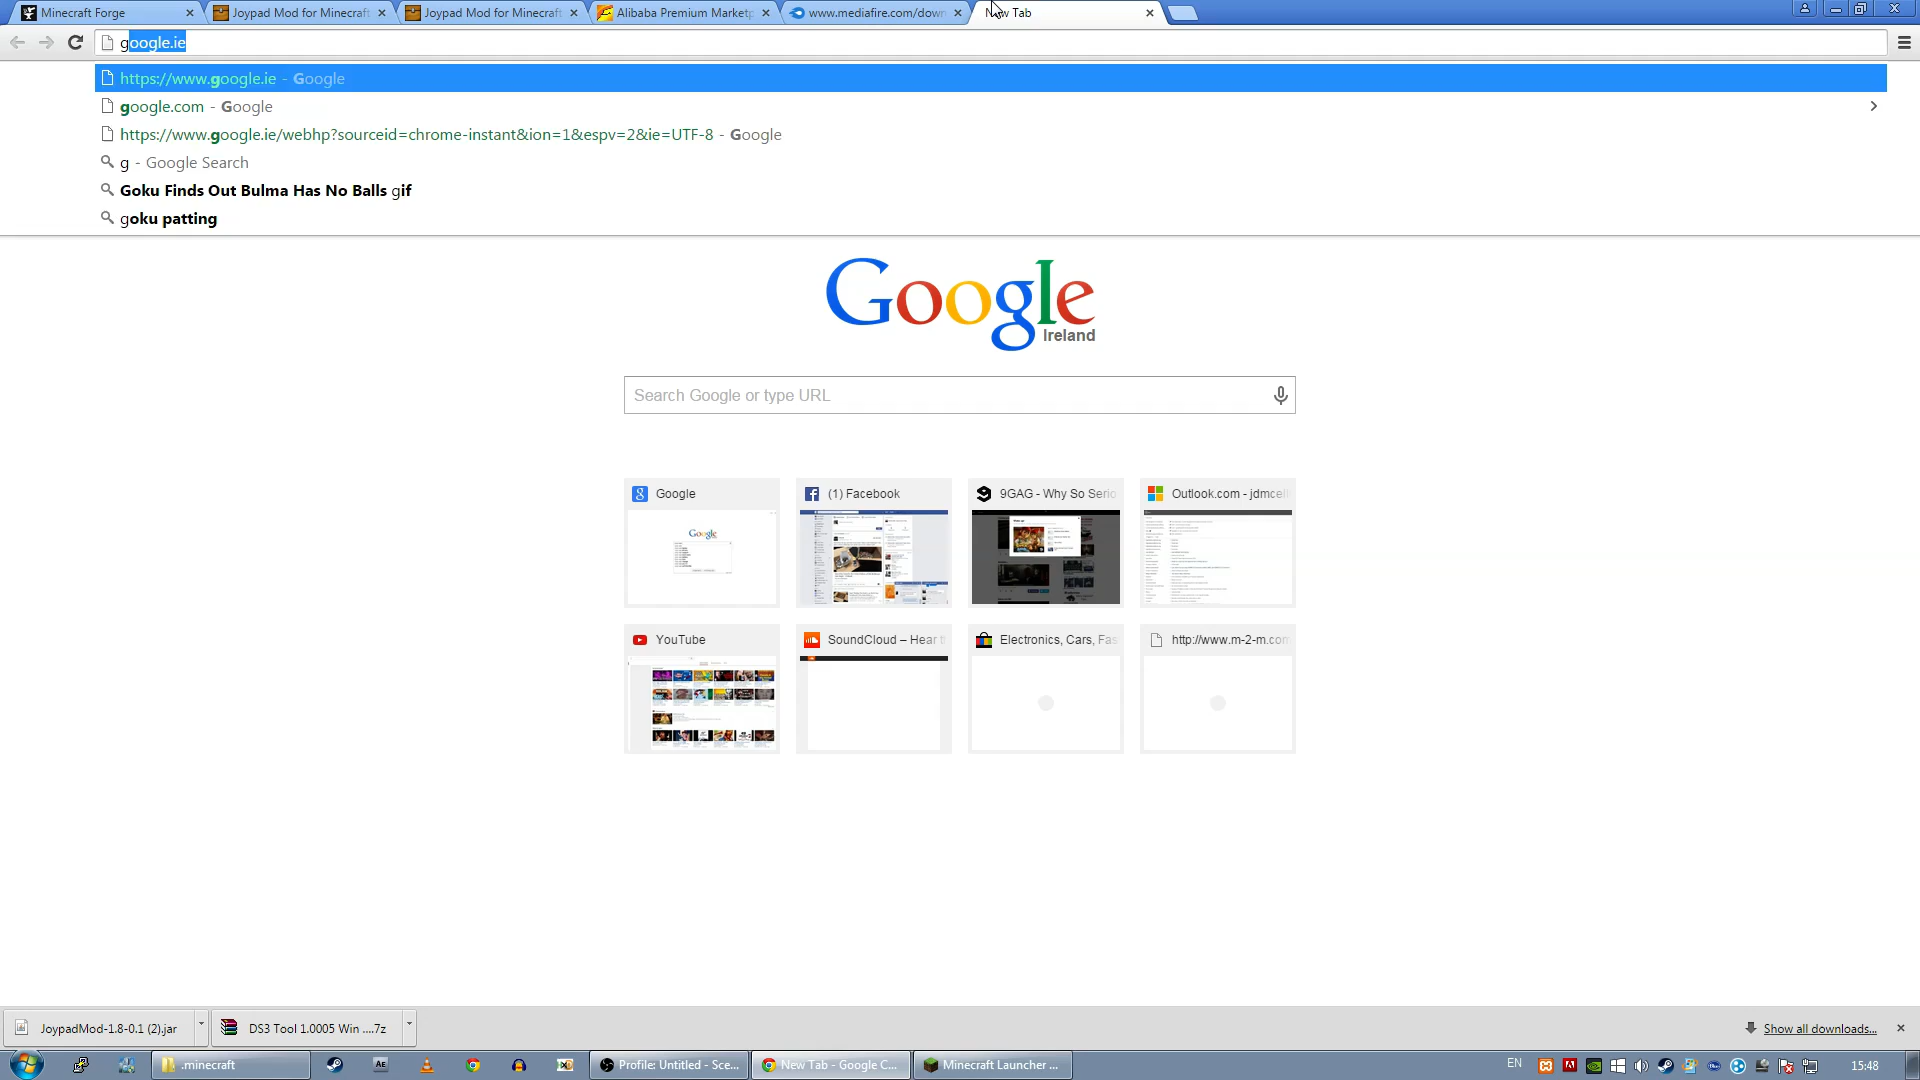 Minecraft Forge
Joypad Mod for Minecraft
Joypad Mod for Minecraft
Alibaba Premium Marketp
www.mediafire.com/down
New Tab
google.ie
https://www.google.ie - Google
google.com - Google
https://www.google.ie/webhp?sourceid=chrome-instant&ion=1&espv=2&ie=UTF-8 - Google
g - Google Search
Goku Finds Out Bulma Has No Balls gif
goku patting
Google
Ireland
Search Google or type URL
Google
(1) Facebook
9GAG - Why So Serio
Outlook.com - jdmceli
YouTube
SoundCloud – Hear t
Electronics, Cars, Fas
http://www.m-2-m.com
JoypadMod-1.8-0.1 (2).jar
DS3 Tool 1.0005 Win ....7z
Show all downloads...
.minecraft
Profile: Untitled - Sce...
New Tab - Google C...
Minecraft Launcher ...
EN
15:48